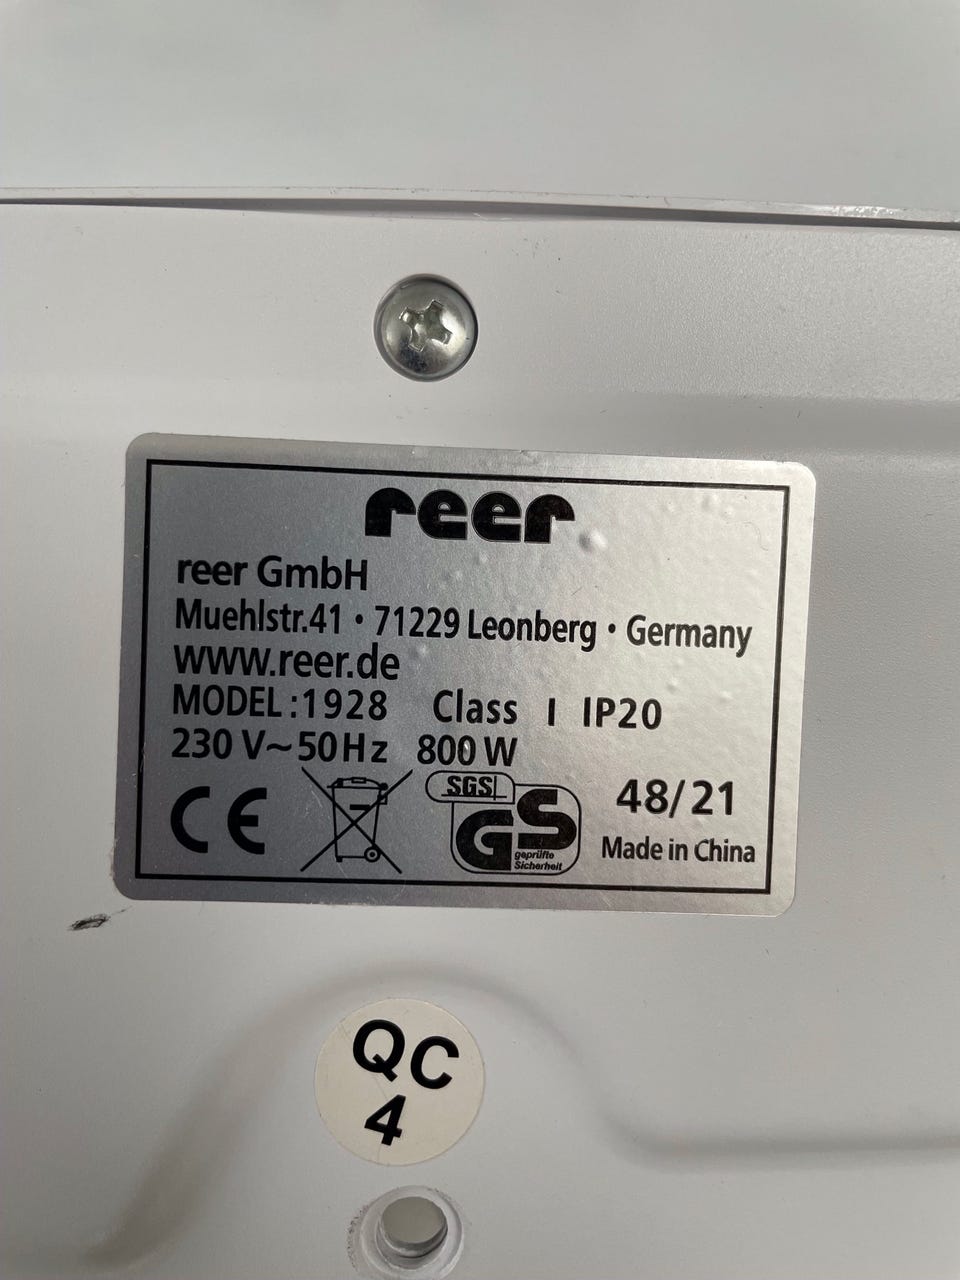 reer
reer GmbH
Muehlstr.41 • 71229 Leonberg • Germany
www.reer.de
MODEL:1928 Class I IP20
230 V~50Hz 800 W
CE
SGS
GS
geprüfte
Sicherheit
48/21
Made in China
QC
4